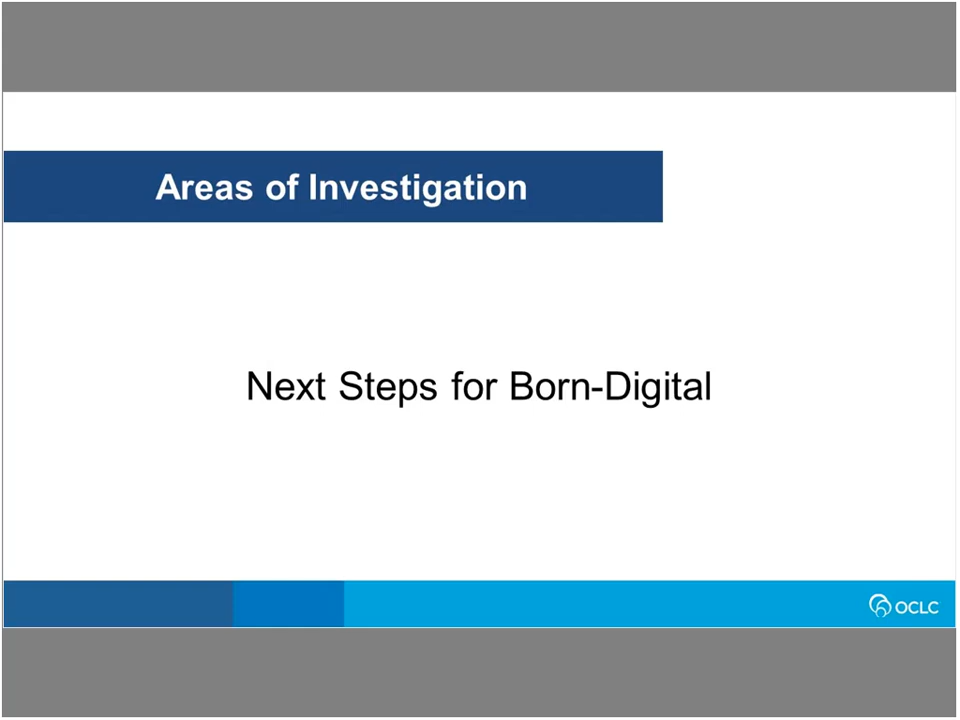 Areas of Investigation
Next Steps for Born-Digital
OCLC